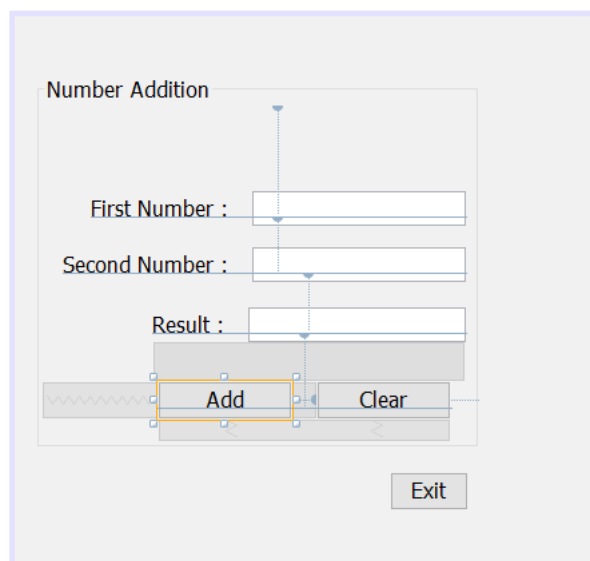 Number Addition
First Number :
Second Number :
Result :
Add Clear
Exit